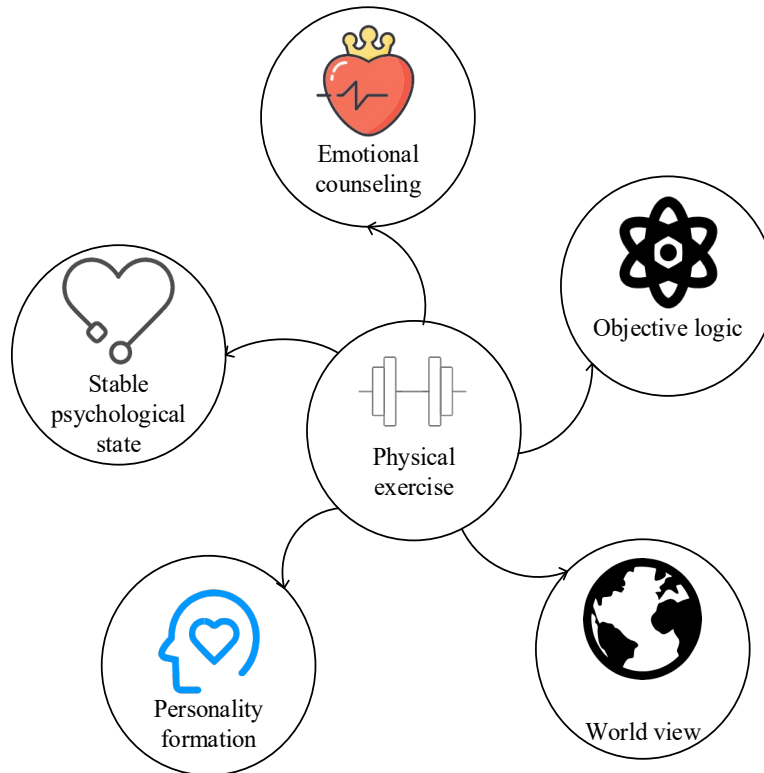 Emotional
counseling
Objective logic
Stable
psychological
state
Physical
exercise
Personality
formation
World view